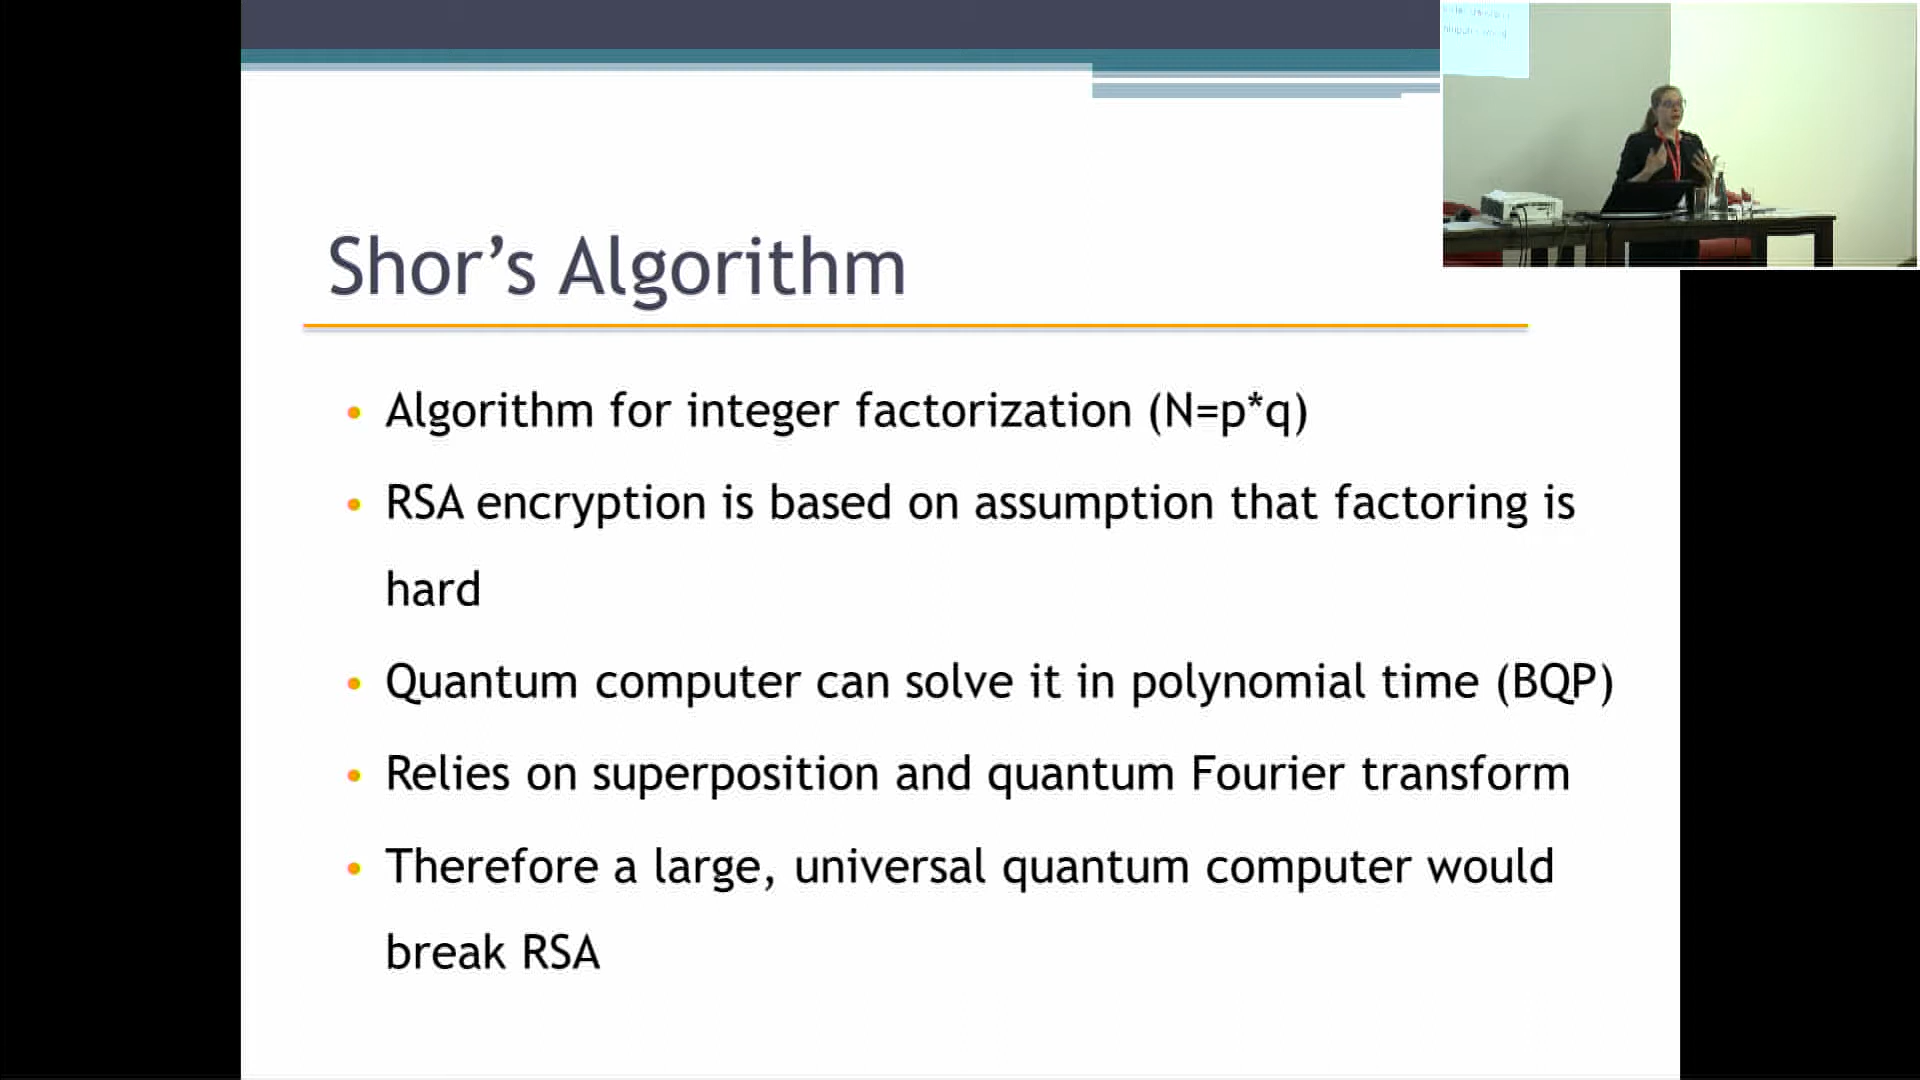 Shor’s Algorithm
• Algorithm for integer factorization (N=p*q)
• RSA encryption is based on assumption that factoring is
hard
• Quantum computer can solve it in polynomial time (BQP)
• Relies on superposition and quantum Fourier transform
• Therefore a large, universal quantum computer would
break RSA